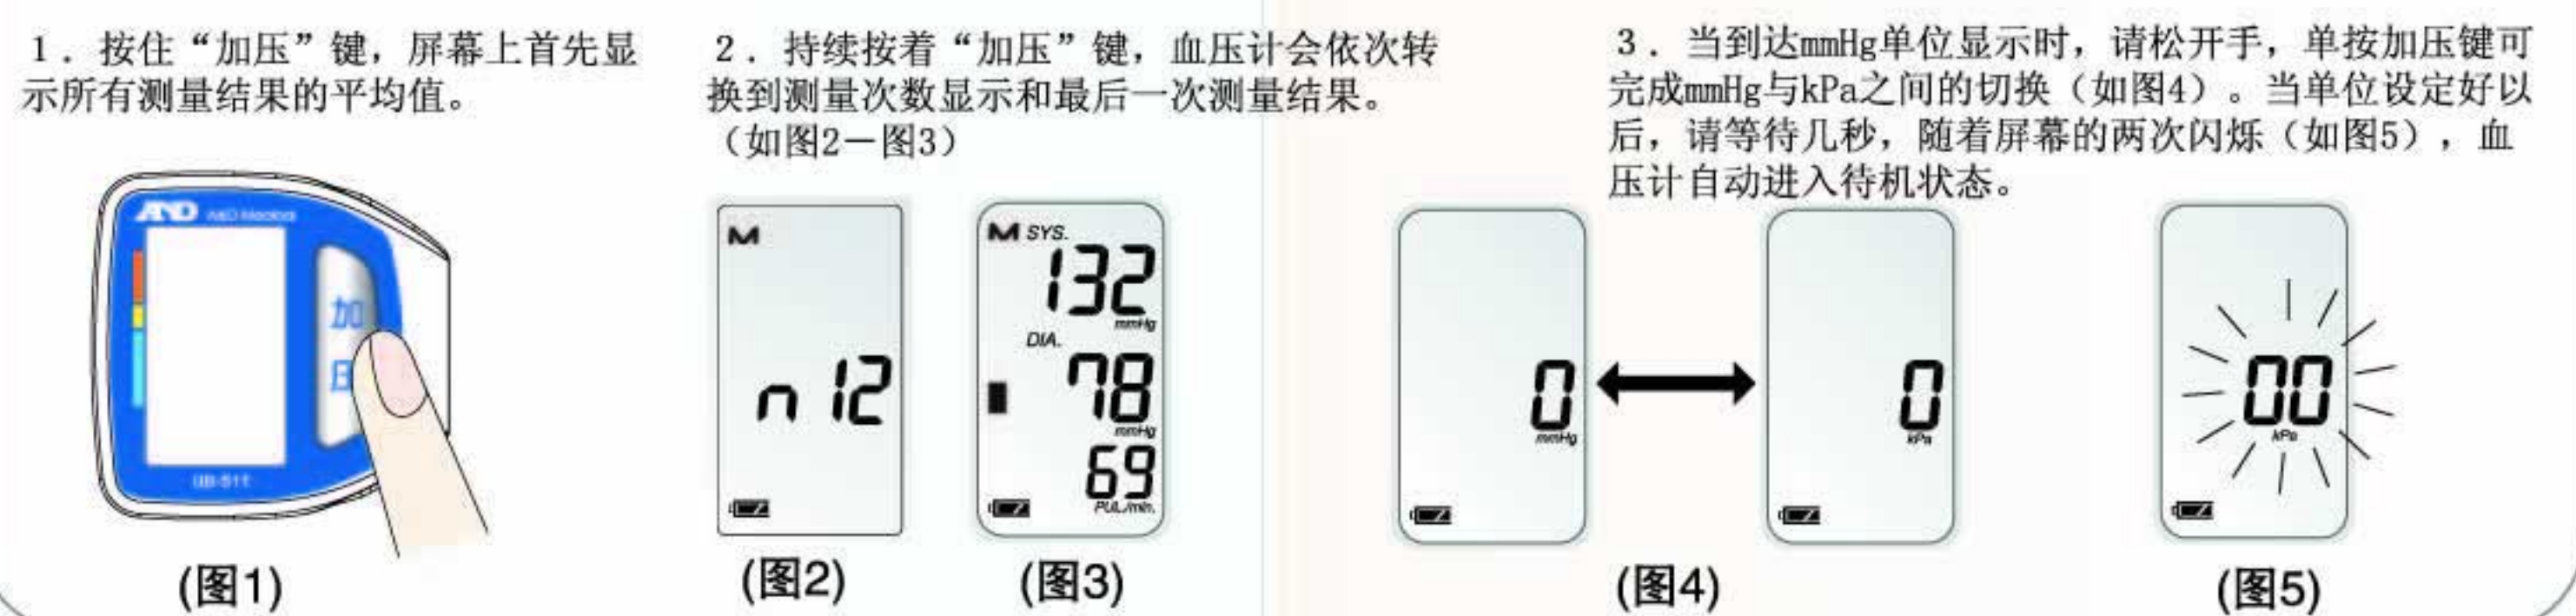 1．按住“加压”键，屏幕上首先显
示所有测量结果的平均值。
2．持续按着“加压”键，血压计会依次转
换到测量次数显示和最后一次测量结果。
（如图2－图3）
3．当到达mmHg单位显示时，请松开手，单按加压键可
完成mmHg与kPa之间的切换（如图4）。当单位设定好以
后，请等待几秒，随着屏幕的两次闪烁（如图5），血
压计自动进入待机状态。
AND A&D Medical
加
压
UB-511
(图1)
M
n 12
(图2)
M SYS.
132
mmHg
DIA.
78
mmHg
69
PUL./min.
(图3)
0
mmHg
0
kPa
(图4)
00
kPa
(图5)